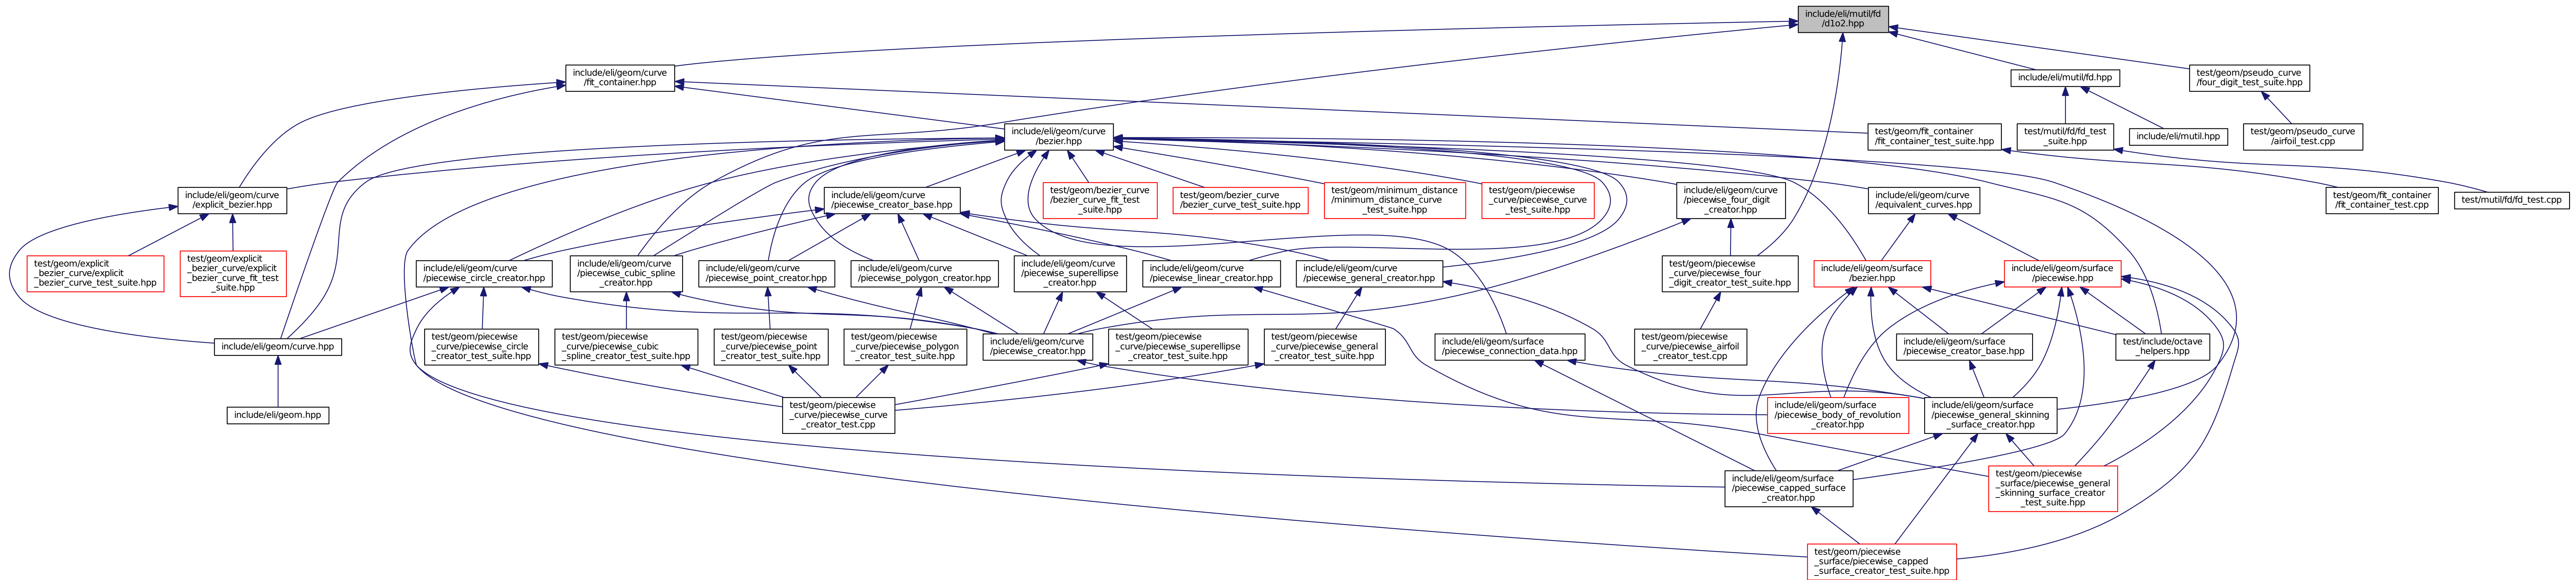 include/eli/mutil/fd
/d1o2.hpp
include/eli/geom/curve
/fit_container.hpp
include/eli/mutil/fd.hpp
test/geom/pseudo_curve
/four_digit_test_suite.hpp
include/eli/geom/curve
/bezier.hpp
test/geom/fit_container
/fit_container_test_suite.hpp
test/mutil/fd/fd_test
_suite.hpp
include/eli/mutil.hpp
test/geom/pseudo_curve
/airfoil_test.cpp
include/eli/geom/curve
/explicit_bezier.hpp
include/eli/geom/curve
/piecewise_creator_base.hpp
test/geom/bezier_curve
/bezier_curve_fit_test
_suite.hpp
test/geom/bezier_curve
/bezier_curve_test_suite.hpp
test/geom/minimum_distance
/minimum_distance_curve
_test_suite.hpp
test/geom/piecewise
_curve/piecewise_curve
_test_suite.hpp
include/eli/geom/curve
/piecewise_four_digit
_creator.hpp
include/eli/geom/curve
/equivalent_curves.hpp
test/geom/fit_container
/fit_container_test.cpp
test/mutil/fd/fd_test.cpp
test/geom/explicit
_bezier_curve/explicit
_bezier_curve_test_suite.hpp
test/geom/explicit
_bezier_curve/explicit
_bezier_curve_fit_test
_suite.hpp
include/eli/geom/curve
/piecewise_circle_creator.hpp
include/eli/geom/curve
/piecewise_cubic_spline
_creator.hpp
include/eli/geom/curve
/piecewise_point_creator.hpp
include/eli/geom/curve
/piecewise_polygon_creator.hpp
include/eli/geom/curve
/piecewise_superellipse
_creator.hpp
include/eli/geom/curve
/piecewise_linear_creator.hpp
include/eli/geom/curve
/piecewise_general_creator.hpp
test/geom/piecewise
_curve/piecewise_four
_digit_creator_test_suite.hpp
include/eli/geom/surface
/bezier.hpp
include/eli/geom/surface
/piecewise.hpp
include/eli/geom/curve.hpp
test/geom/piecewise
_curve/piecewise_circle
_creator_test_suite.hpp
test/geom/piecewise
_curve/piecewise_cubic
_spline_creator_test_suite.hpp
test/geom/piecewise
_curve/piecewise_point
_creator_test_suite.hpp
test/geom/piecewise
_curve/piecewise_polygon
_creator_test_suite.hpp
include/eli/geom/curve
/piecewise_creator.hpp
test/geom/piecewise
_curve/piecewise_superellipse
_creator_test_suite.hpp
test/geom/piecewise
_curve/piecewise_general
_creator_test_suite.hpp
include/eli/geom/surface
/piecewise_connection_data.hpp
test/geom/piecewise
_curve/piecewise_airfoil
_creator_test.cpp
include/eli/geom/surface
/piecewise_creator_base.hpp
test/include/octave
_helpers.hpp
include/eli/geom.hpp
test/geom/piecewise
_curve/piecewise_curve
_creator_test.cpp
include/eli/geom/surface
/piecewise_body_of_revolution
_creator.hpp
include/eli/geom/surface
/piecewise_general_skinning
_surface_creator.hpp
include/eli/geom/surface
/piecewise_capped_surface
_creator.hpp
test/geom/piecewise
_surface/piecewise_general
_skinning_surface_creator
_test_suite.hpp
test/geom/piecewise
_surface/piecewise_capped
_surface_creator_test_suite.hpp